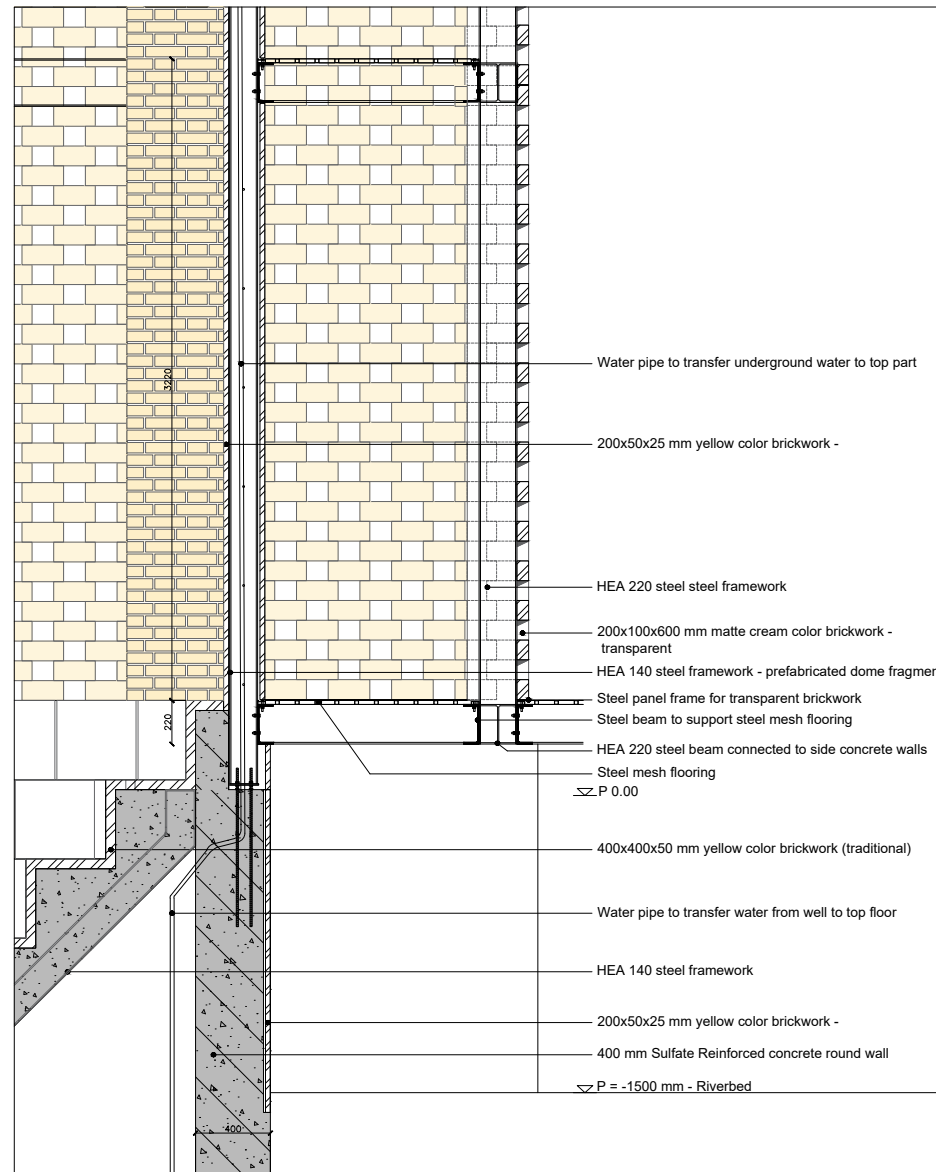 3220
Water pipe to transfer underground water to top part
200x50x25 mm yellow color brickwork -
HEA 220 steel steel framework
200x100x600 mm matte cream color brickwork -
transparent
HEA 140 steel framework - prefabricated dome fragmen
Steel panel frame for transparent brickwork
220
Steel beam to support steel mesh flooring
HEA 220 steel beam connected to side concrete walls
Steel mesh flooring
P 0.00
400x400x50 mm yellow color brickwork (traditional)
Water pipe to transfer water from well to top floor
HEA 140 steel framework
200x50x25 mm yellow color brickwork -
400 mm Sulfate Reinforced concrete round wall
P = -1500 mm - Riverbed
400